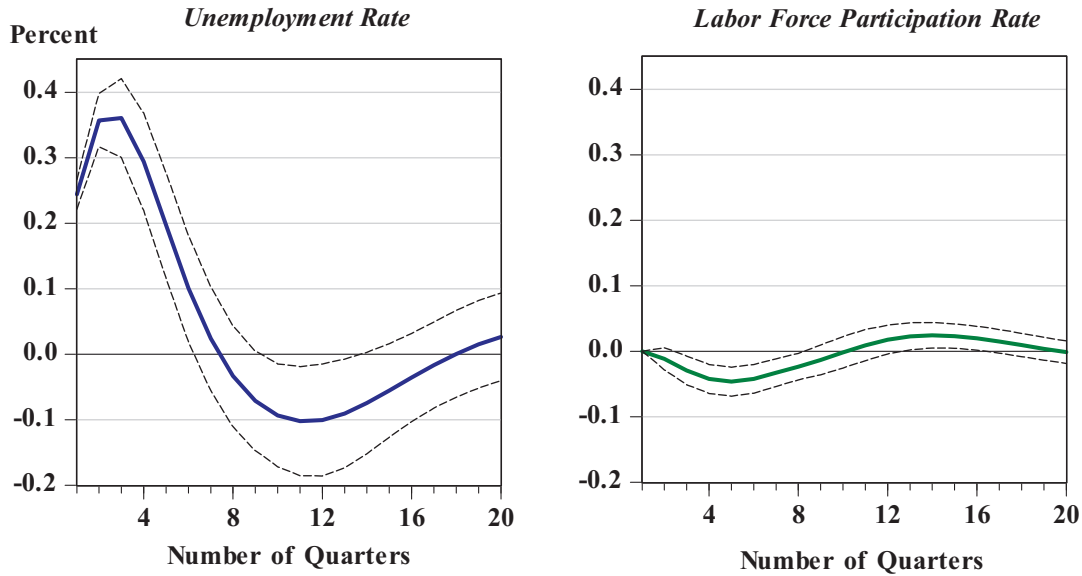 Unemployment Rate
Percent
0.4
0.3
0.2
0.1
0.0
-0.1
-0.2
4 8 12 16 20
Number of Quarters
Labor Force Participation Rate
0.4
0.3
0.2
0.1
0.0
-0.1
-0.2
4 8 12 16 20
Number of Quarters